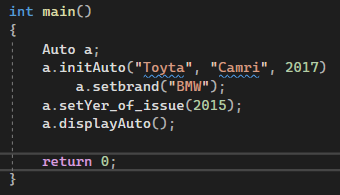 int main()
{
Auto a;
a.initAuto("Toyta", "Camri", 2017)
a.setbrand("BMW");
a.setYer_of_issue(2015);
a.displayAuto();
return 0;
}